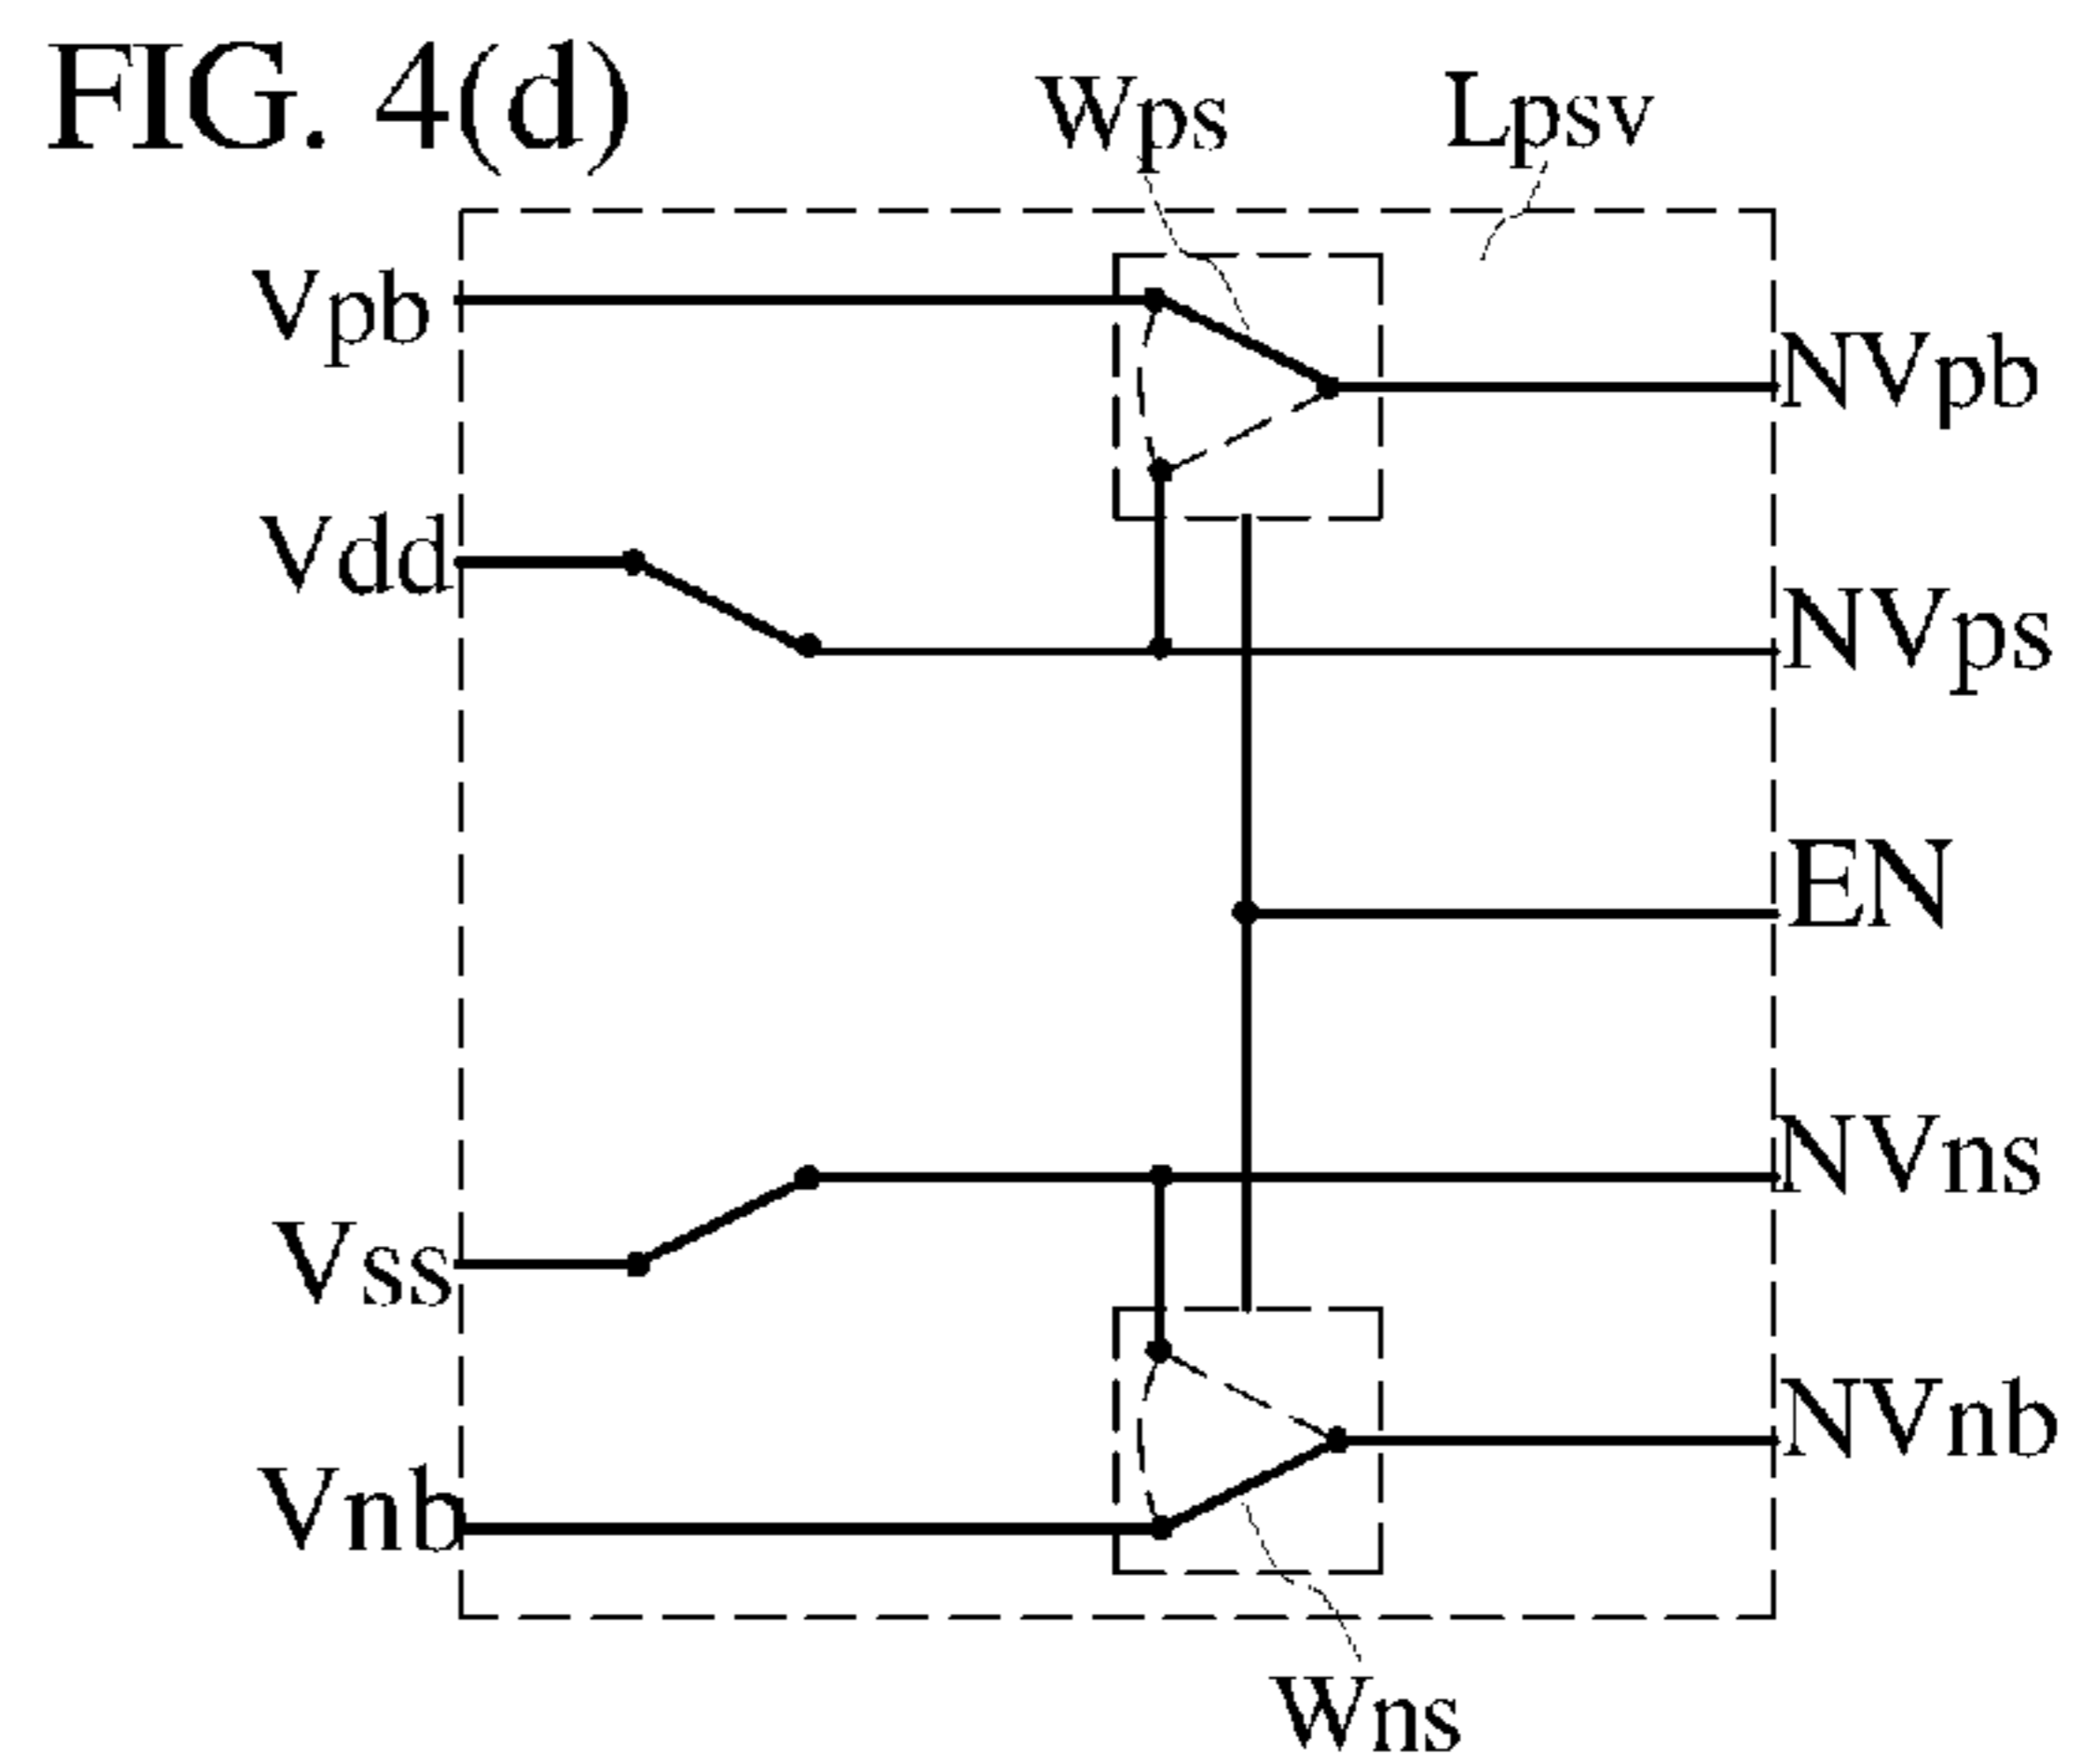 FIG. 4(d)
Wps
Lpsv
Vpb
NVpb
Vdd
NVps
EN
NVns
Vss
NVnb
Vnb
Wns